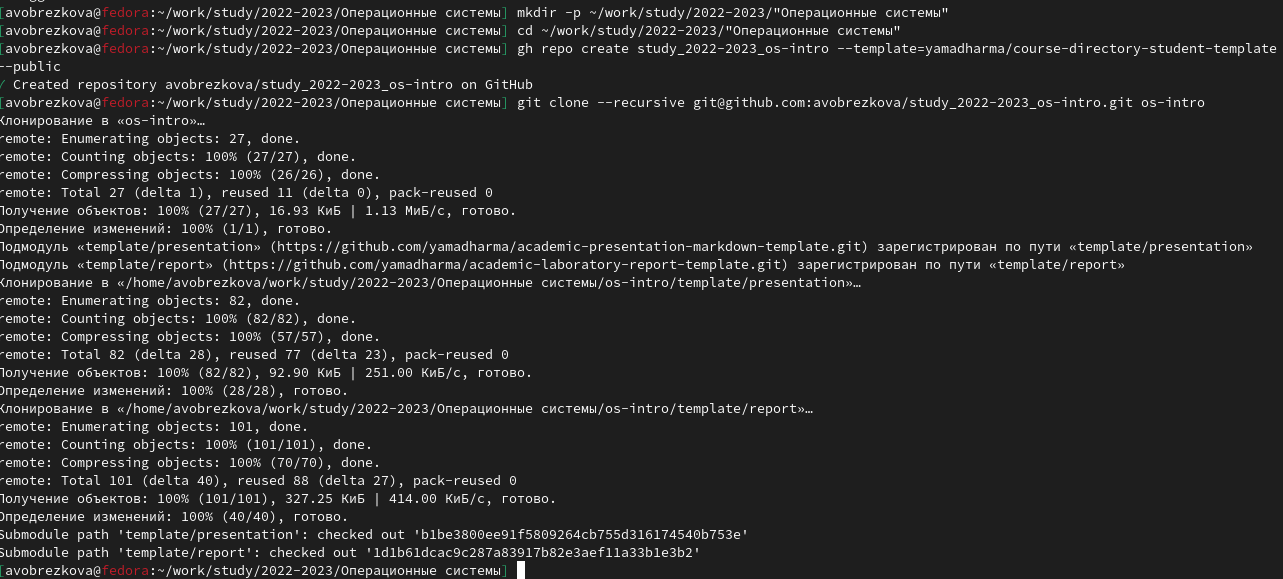 [avobrezkova@fedora:~/work/study/2022-2023/Операционные системы] mkdir -p ~/work/study/2022-2023/"Операционные системы"
[avobrezkova@fedora:~/work/study/2022-2023/Операционные системы] cd ~/work/study/2022-2023/"Операционные системы"
[avobrezkova@fedora:~/work/study/2022-2023/Операционные системы] gh repo create study_2022-2023_os-intro --template=yamadharma/course-directory-student-template
--public
✓ Created repository avobrezkova/study_2022-2023_os-intro on GitHub
[avobrezkova@fedora:~/work/study/2022-2023/Операционные системы] git clone --recursive git@github.com:avobrezkova/study_2022-2023_os-intro.git os-intro
Клонирование в «os-intro»…
remote: Enumerating objects: 27, done.
remote: Counting objects: 100% (27/27), done.
remote: Compressing objects: 100% (26/26), done.
remote: Total 27 (delta 1), reused 11 (delta 0), pack-reused 0
Получение объектов: 100% (27/27), 16.93 КиБ | 1.13 МиБ/с, готово.
Определение изменений: 100% (1/1), готово.
Подмодуль «template/presentation» (https://github.com/yamadharma/academic-presentation-markdown-template.git) зарегистрирован по пути «template/presentation»
Подмодуль «template/report» (https://github.com/yamadharma/academic-laboratory-report-template.git) зарегистрирован по пути «template/report»
Клонирование в «/home/avobrezkova/work/study/2022-2023/Операционные системы/os-intro/template/presentation»…
remote: Enumerating objects: 82, done.
remote: Counting objects: 100% (82/82), done.
remote: Compressing objects: 100% (57/57), done.
remote: Total 82 (delta 28), reused 77 (delta 23), pack-reused 0
Получение объектов: 100% (82/82), 92.90 КиБ | 251.00 КиБ/с, готово.
Определение изменений: 100% (28/28), готово.
Клонирование в «/home/avobrezkova/work/study/2022-2023/Операционные системы/os-intro/template/report»…
remote: Enumerating objects: 101, done.
remote: Counting objects: 100% (101/101), done.
remote: Compressing objects: 100% (70/70), done.
remote: Total 101 (delta 40), reused 88 (delta 27), pack-reused 0
Получение объектов: 100% (101/101), 327.25 КиБ | 414.00 КиБ/с, готово.
Определение изменений: 100% (40/40), готово.
Submodule path 'template/presentation': checked out 'b1be3800ee91f5809264cb755d316174540b753e'
Submodule path 'template/report': checked out '1d1b61dcac9c287a83917b82e3aef11a33b1e3b2'
[avobrezkova@fedora:~/work/study/2022-2023/Операционные системы]